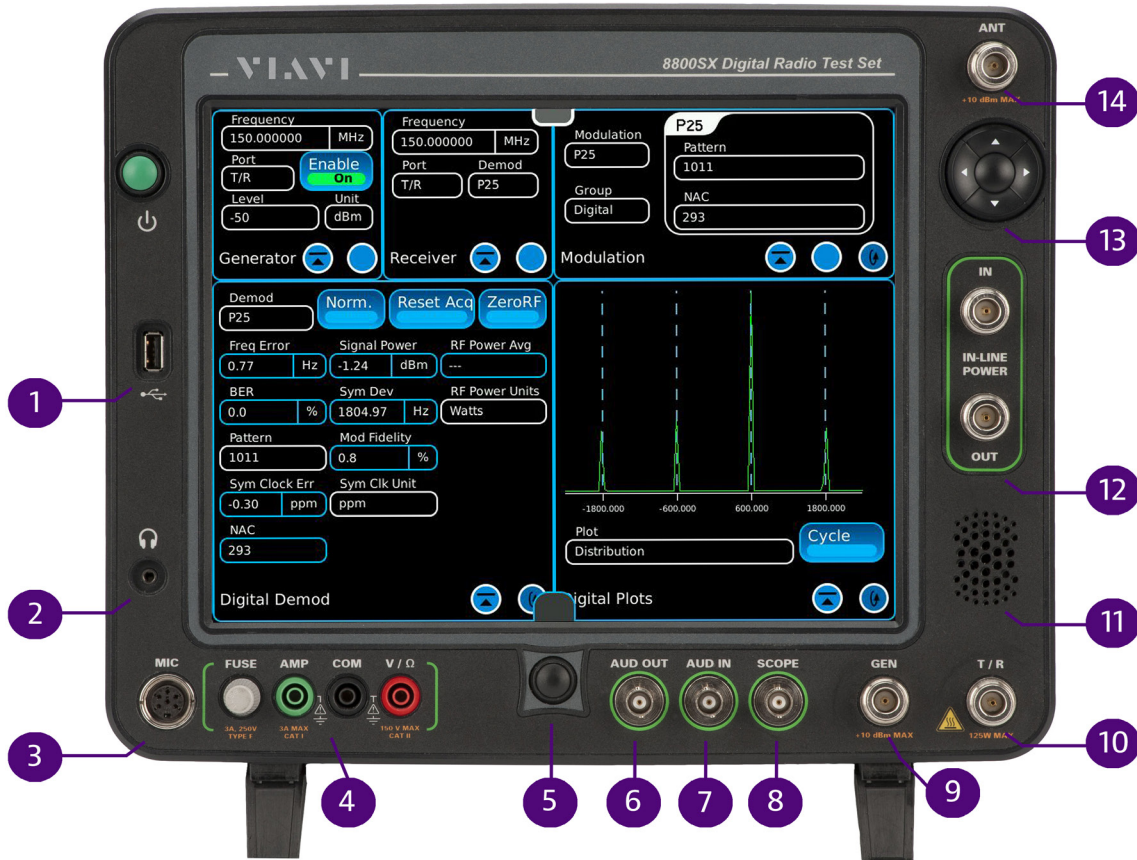 VIAVI
8800SX Digital Radio Test Set
ANT
+10 dBm MAX
14
Frequency
150.000000 MHz
Port
T/R
Enable
On
Level
-50
Unit
dBm
Generator
Frequency
150.000000 MHz
Port
T/R
Demod
P25
Receiver
Modulation
P25
Group
Digital
P25
Pattern
1011
NAC
293
Modulation
13
Demod
P25
Norm.
Reset Acq
ZeroRF
Freq Error
0.77 Hz
Signal Power
-1.24 dBm
RF Power Avg
---
BER
0.0 %
Sym Dev
1804.97 Hz
RF Power Units
Watts
Pattern
1011
Mod Fidelity
0.8 %
Sym Clock Err
-0.30 ppm
Sym Clk Unit
ppm
NAC
293
Digital Demod
-1800.000 -600.000 600.000 1800.000
Plot
Distribution
Cycle
igital Plots
IN
IN-LINE
POWER
OUT
12
11
1
2
MIC
3
FUSE
3A, 250V
TYPE F
AMP
3A MAX
CAT I
COM
V / Ω
150 V MAX
CAT II
4
5
AUD OUT
6
AUD IN
7
SCOPE
8
GEN
+10 dBm MAX
9
T / R
125W MAX
10